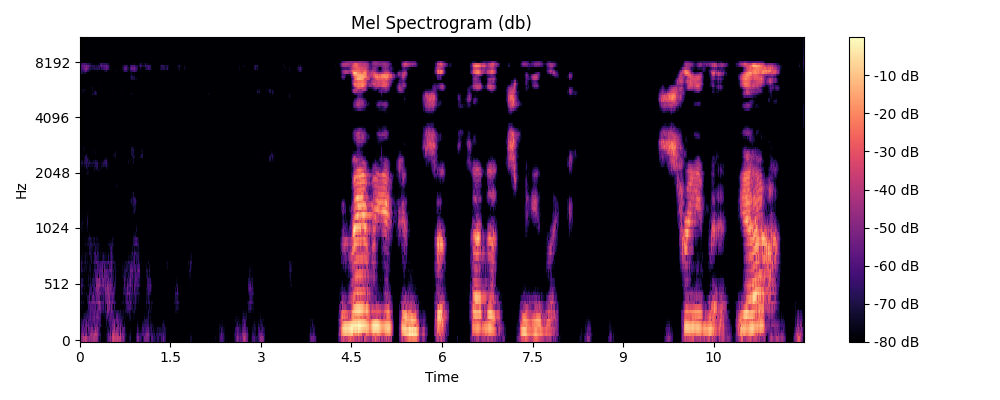 Mel Spectrogram (db)
Hz
8192
4096
2048
1024
512
0
0 1.5 3 4.5 6 7.5 9 10
Time
-10 dB
-20 dB
-30 dB
-40 dB
-50 dB
-60 dB
-70 dB
-80 dB